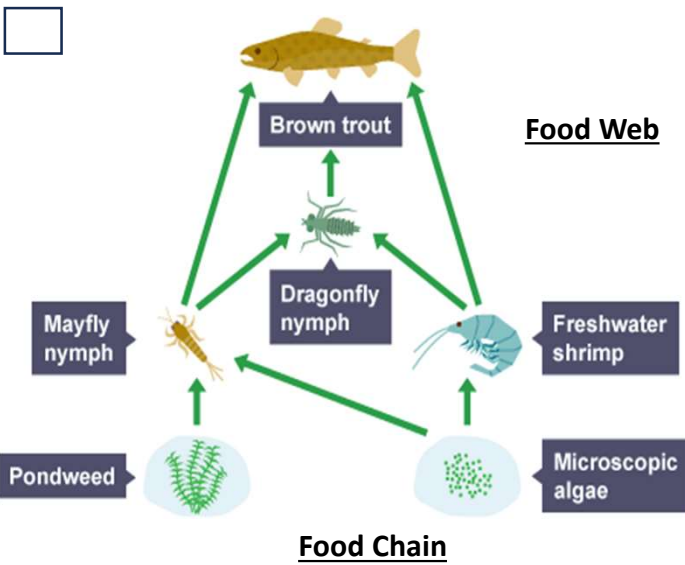 Brown trout
Food Web
Dragonfly
nymph
Mayfly
nymph
Freshwater
shrimp
Pondweed
Microscopic
algae
Food Chain